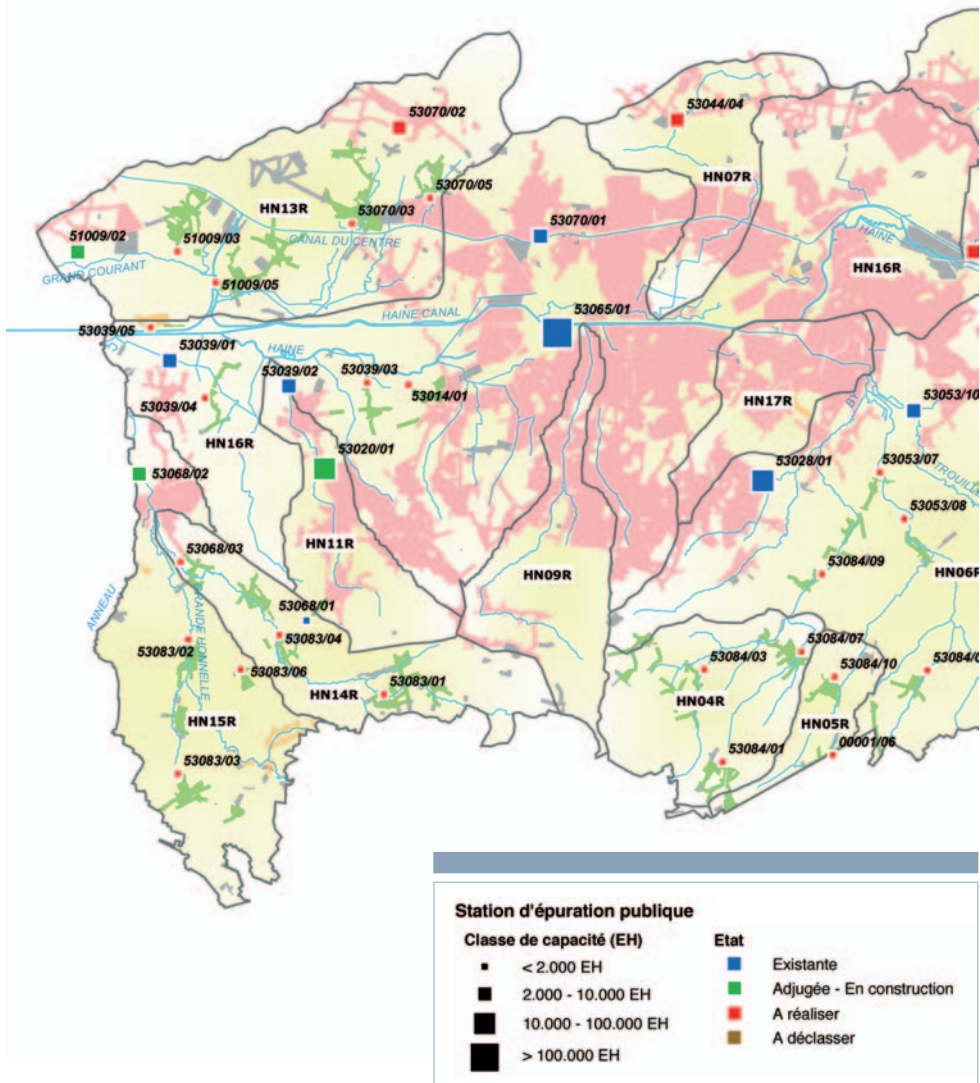 53070/02
53044/04
HN07R
53070/05
HN13R
53070/03
53070/01
51009/02
51009/03
CANAL DU CENTRE
HAINE
HN16R
GRAND COURANT
51009/05
53065/01
HAINE CANAL
53039/05
53039/01
HAINE
53039/02
53039/03
53014/01
53039/04
HN16R
HN17R
53053/10
53020/01
53028/01
53053/07
TROUILLE
53068/02
53053/08
HN11R
HN09R
HN06R
53068/03
53084/09
ANNEAU
GRANDE HONNELLE
53068/01
53083/04
53083/02
53083/06
53084/07
53084/03
53084/10
53084/0
HN14R
53083/01
HN04R
HN15R
HN05R
00001/06
53084/01
53083/03
Station d'épuration publique
Classe de capacité (EH)
< 2.000 EH
2.000 - 10.000 EH
10.000 - 100.000 EH
> 100.000 EH
Etat
Existante
Adjugée - En construction
A réaliser
A déclasser